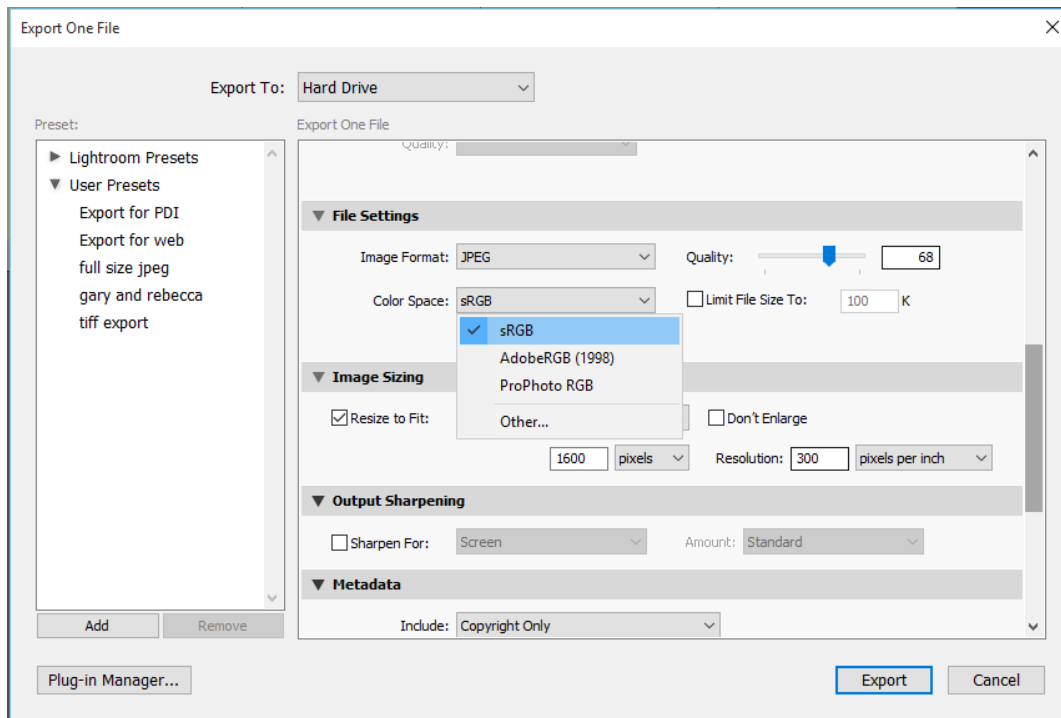 Export One File
Export To: Hard Drive
Preset:
Export One File
Lightroom Presets
User Presets
Export for PDI
Export for web
full size jpeg
gary and rebecca
tiff export
Add Remove
Quality:
File Settings
Image Format: JPEG Quality: 68
Color Space: sRGB Limit File Size To: 100 K
sRGB
AdobeRGB (1998)
ProPhoto RGB
Other...
Image Sizing
Resize to Fit: Don't Enlarge
1600 pixels Resolution: 300 pixels per inch
Output Sharpening
Sharpen For: Screen Amount: Standard
Metadata
Include: Copyright Only
Plug-in Manager... Export Cancel